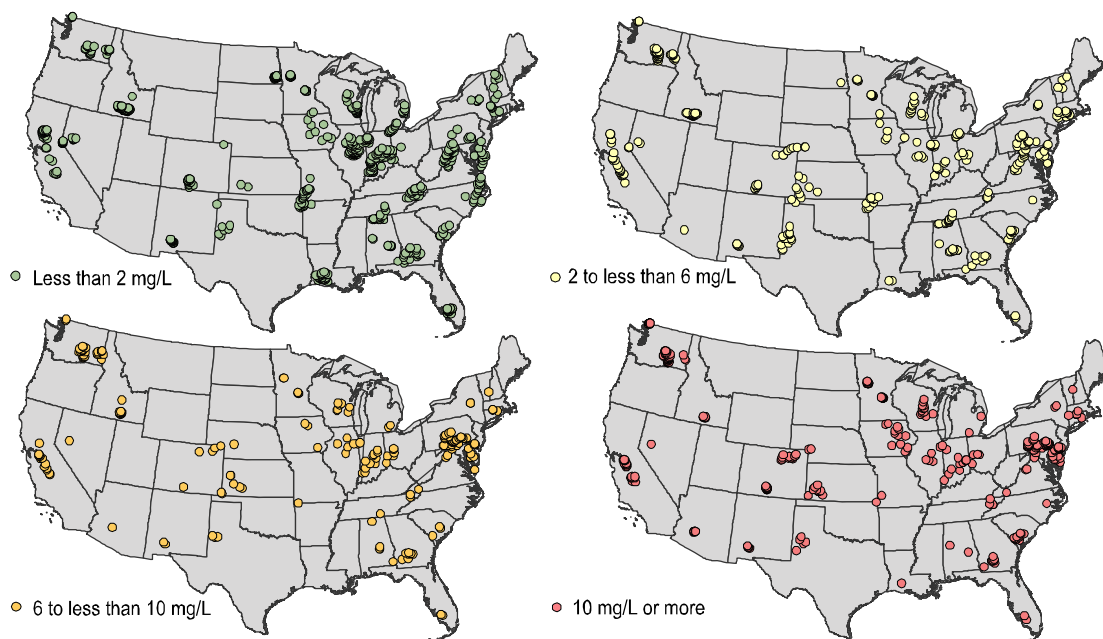 Less than 2 mg/L
2 to less than 6 mg/L
6 to less than 10 mg/L
10 mg/L or more